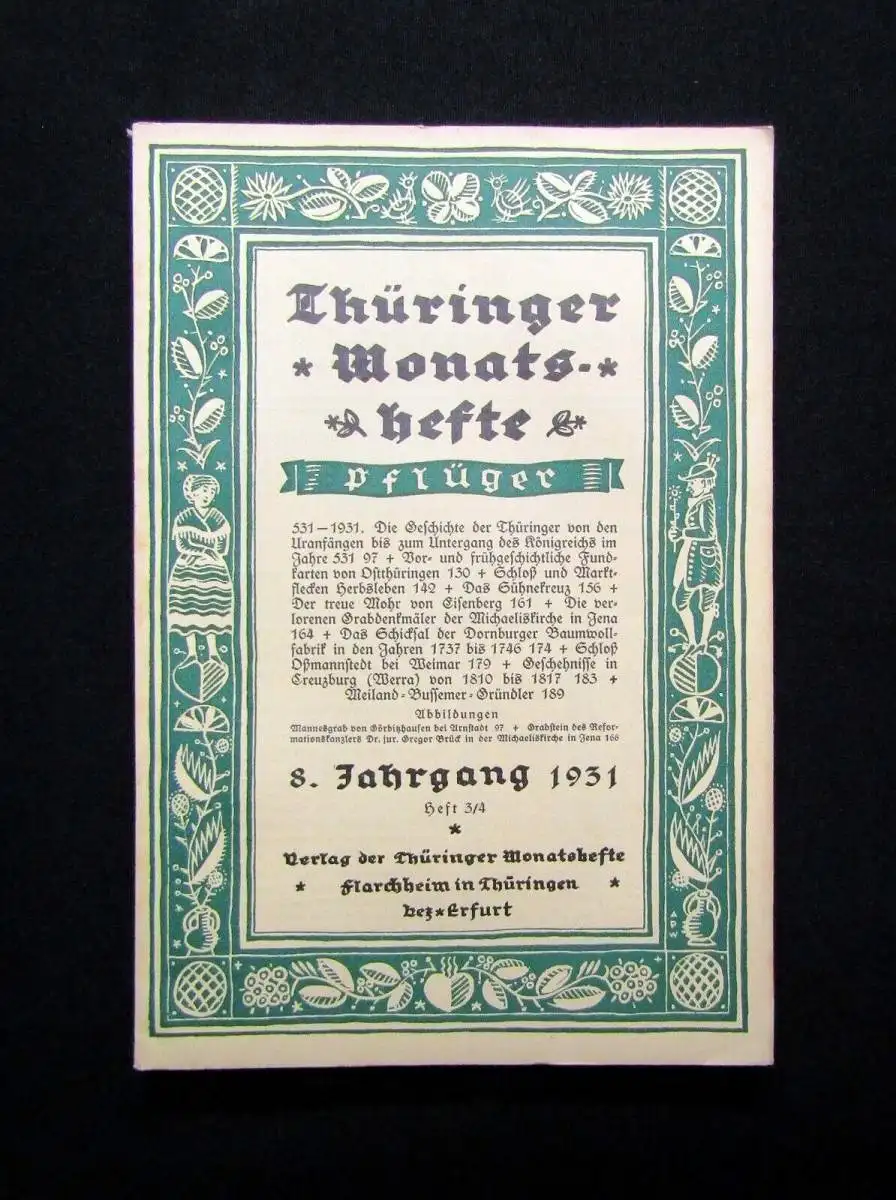 Thüringer
* Monats-*
hefte
Pflüger
531–1931. Die Geschichte der Thüringer von den
Uranfängen bis zum Untergang des Königreichs im
Jahre 531 97 + Vor- und frühgeschichtliche Fund-
karten von Ostthüringen 130 + Schloß und Markt-
flecken Herbsleben 142 + Das Sühnekreuz 156 +
Der treue Mohr von Eisenberg 161 + Die ver-
lorenen Grabdenkmäler der Michaeliskirche in Jena
164 + Das Schicksal der Dornburger Baumwoll-
fabrik in den Jahren 1737 bis 1746 174 + Schloß
Oßmannstedt bei Weimar 179 + Geschehnisse in
Creuzburg (Werra) von 1810 bis 1817 183 +
Meiland-Bussemer-Gründler 189
Abbildungen
Mannesgrab von Görbitzhausen bei Arnstadt 97 + Grabstein des Refor-
mationskanzlers Dr. jur. Gregor Brück in der Michaeliskirche in Jena 166
8. Jahrgang 1931
Heft 3/4
*
Verlag der Thüringer Monatshefte
* Flarchheim in Thüringen *
Bez*Erfurt
APW